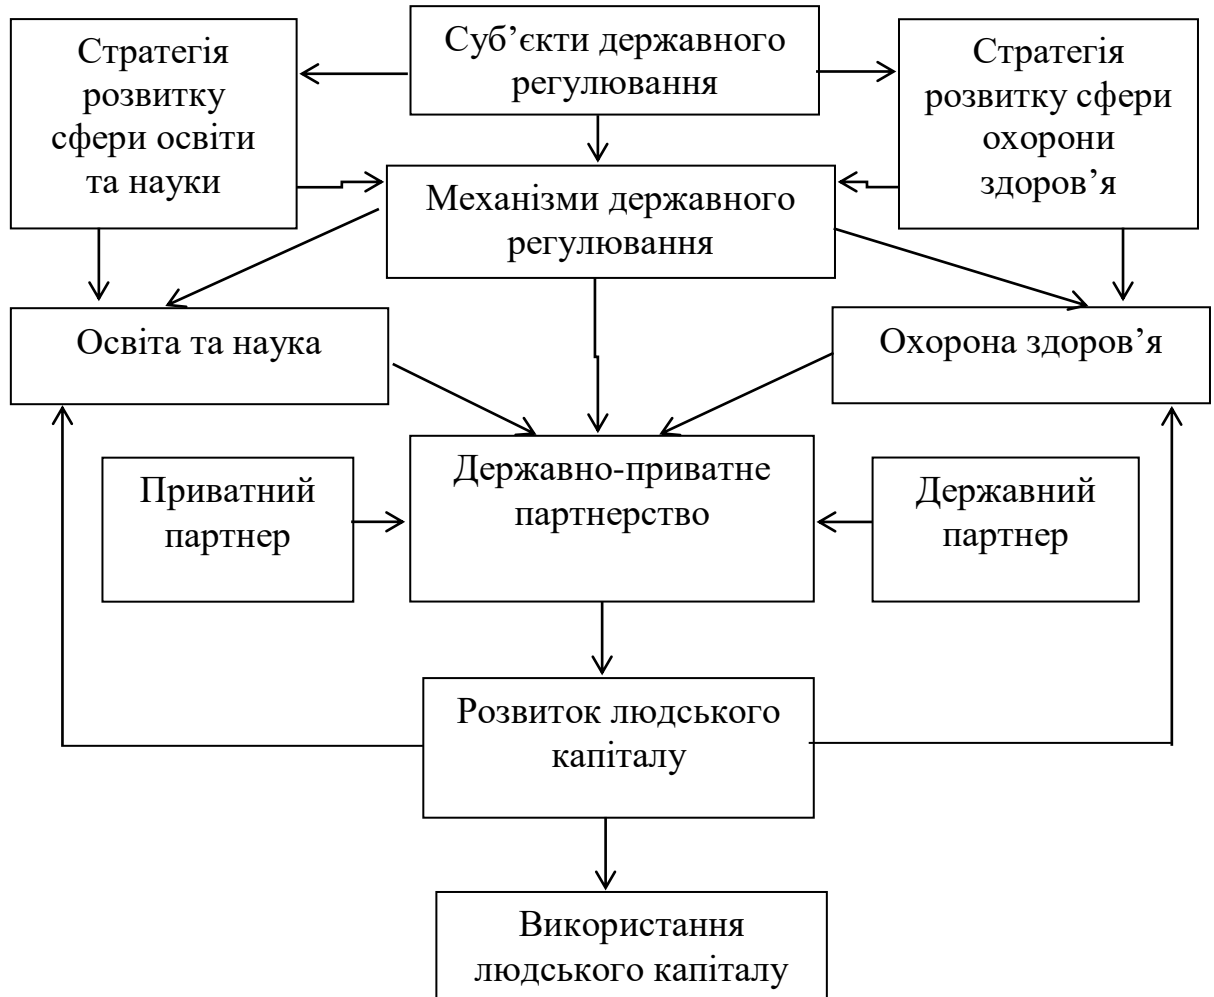 Стратегія
розвитку
сфери освіти
та науки
Суб’єкти державного
регулювання
Стратегія
розвитку сфери
охорони
здоров’я
Механізми державного
регулювання
Освіта та наука
Охорона здоров’я
Приватний
партнер
Державно-приватне
партнерство
Державний
партнер
Розвиток людського
капіталу
Використання
людського капіталу